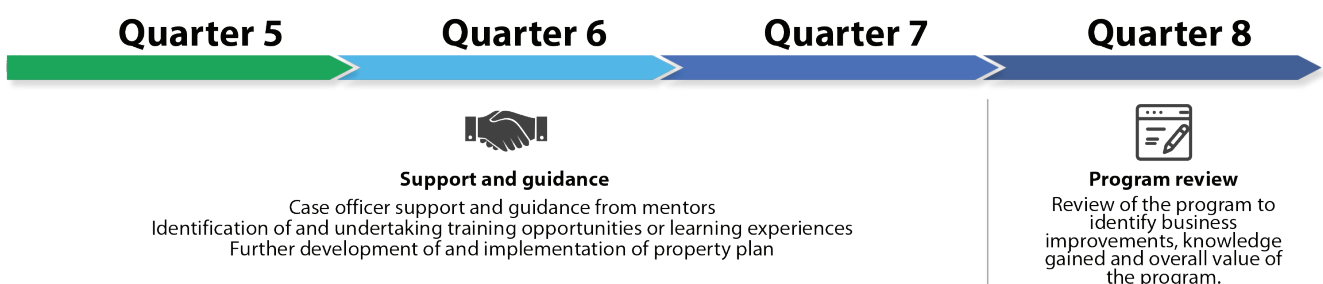 Quarter 5 Quarter 6 Quarter 7 Quarter 8
Support and guidance
Case officer support and guidance from mentors
Identification of and undertaking training opportunities or learning experiences
Further development of and implementation of property plan
Program review
Review of the program to
identify business
improvements, knowledge
gained and overall value of
the program.